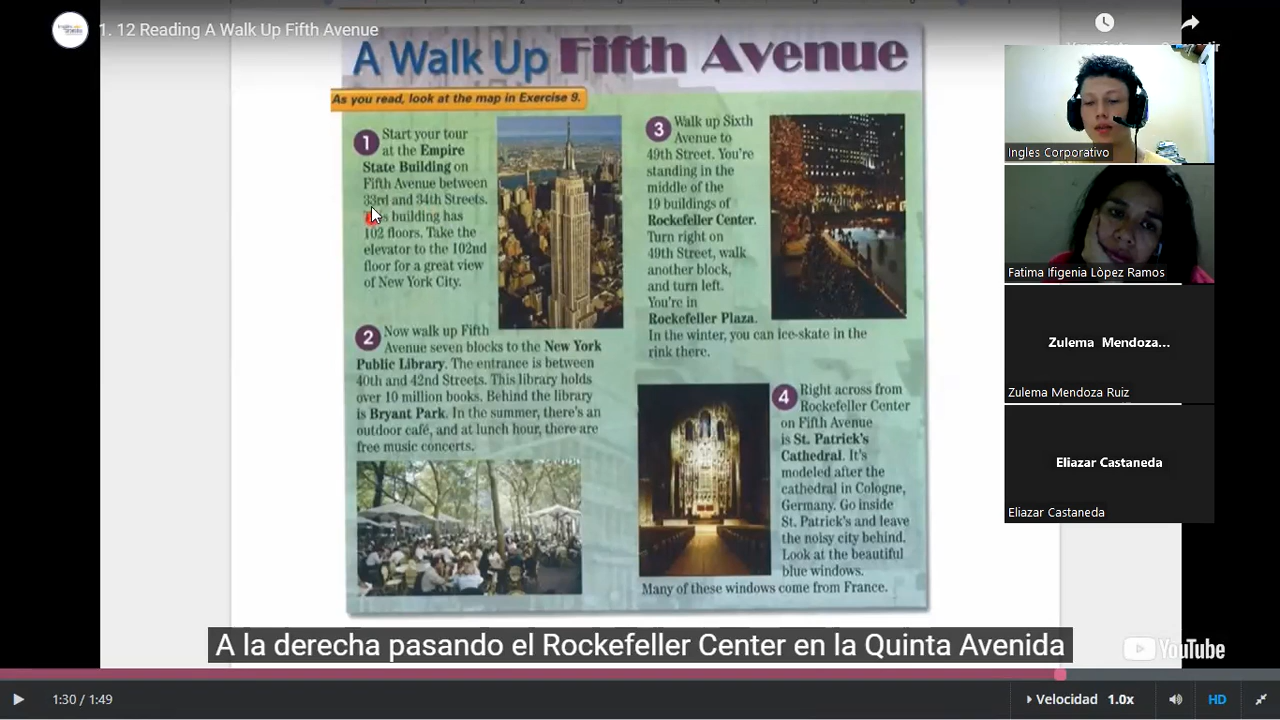 1. 12 Reading A Walk Up Fifth Avenue
A Walk Up Fifth Avenue
As you read, look at the map in Exercise 9.
1 Start your tour
at the Empire
State Building on
Fifth Avenue between
33rd and 34th Streets.
building has
102 floors. Take the
elevator to the 102nd
floor for a great view
of New York City.
2 Now walk up Fifth
Avenue seven blocks to the New York
Public Library. The entrance is between
40th and 42nd Streets. This library holds
over 10 million books. Behind the library
is Bryant Park. In the summer, there's an
outdoor café, and at lunch hour, there are
free music concerts.
3 Walk up Sixth
Avenue to
49th Street. You're
standing in the
middle of the
19 buildings of
Rockefeller Center.
Turn right on
49th Street, walk
another block,
and turn left.
You're in
Rockefeller Plaza.
In the winter, you can ice-skate in the
rink there.
4 Right across from
Rockefeller Center
on Fifth Avenue
is St. Patrick's
Cathedral. It's
modeled after the
cathedral in Cologne,
Germany. Go inside
St. Patrick's and leave
the noisy city behind.
Look at the beautiful
blue windows.
Many of these windows come from France.
Ingles Corporativo
Fatima Ifigenia Lòpez Ramos
Zulema Mendoza...
Zulema Mendoza Ruiz
Eliazar Castaneda
Eliazar Castaneda
A la derecha pasando el Rockefeller Center en la Quinta Avenida
YouTube
1:30 / 1:49
Velocidad 1.0x
HD